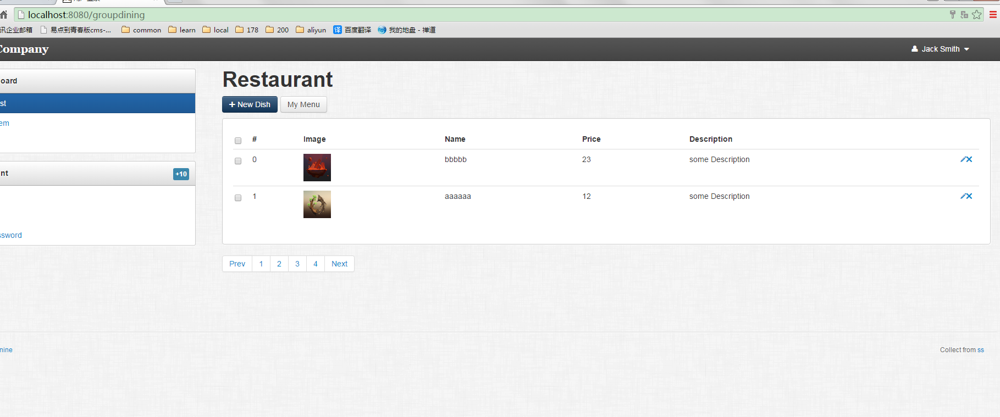 localhost:8080/groupdining
讯企业邮箱 易点到青春版cms-... common learn local 178 200 aliyun 译 百度翻译 我的地盘 - 禅道
Company Jack Smith
oard
st
em
nt +10
ssword
Restaurant
+ New Dish My Menu
# Image Name Price Description
0 bbbbb 23 some Description
1 aaaaaa 12 some Description
Prev 1 2 3 4 Next
nine Collect from ss